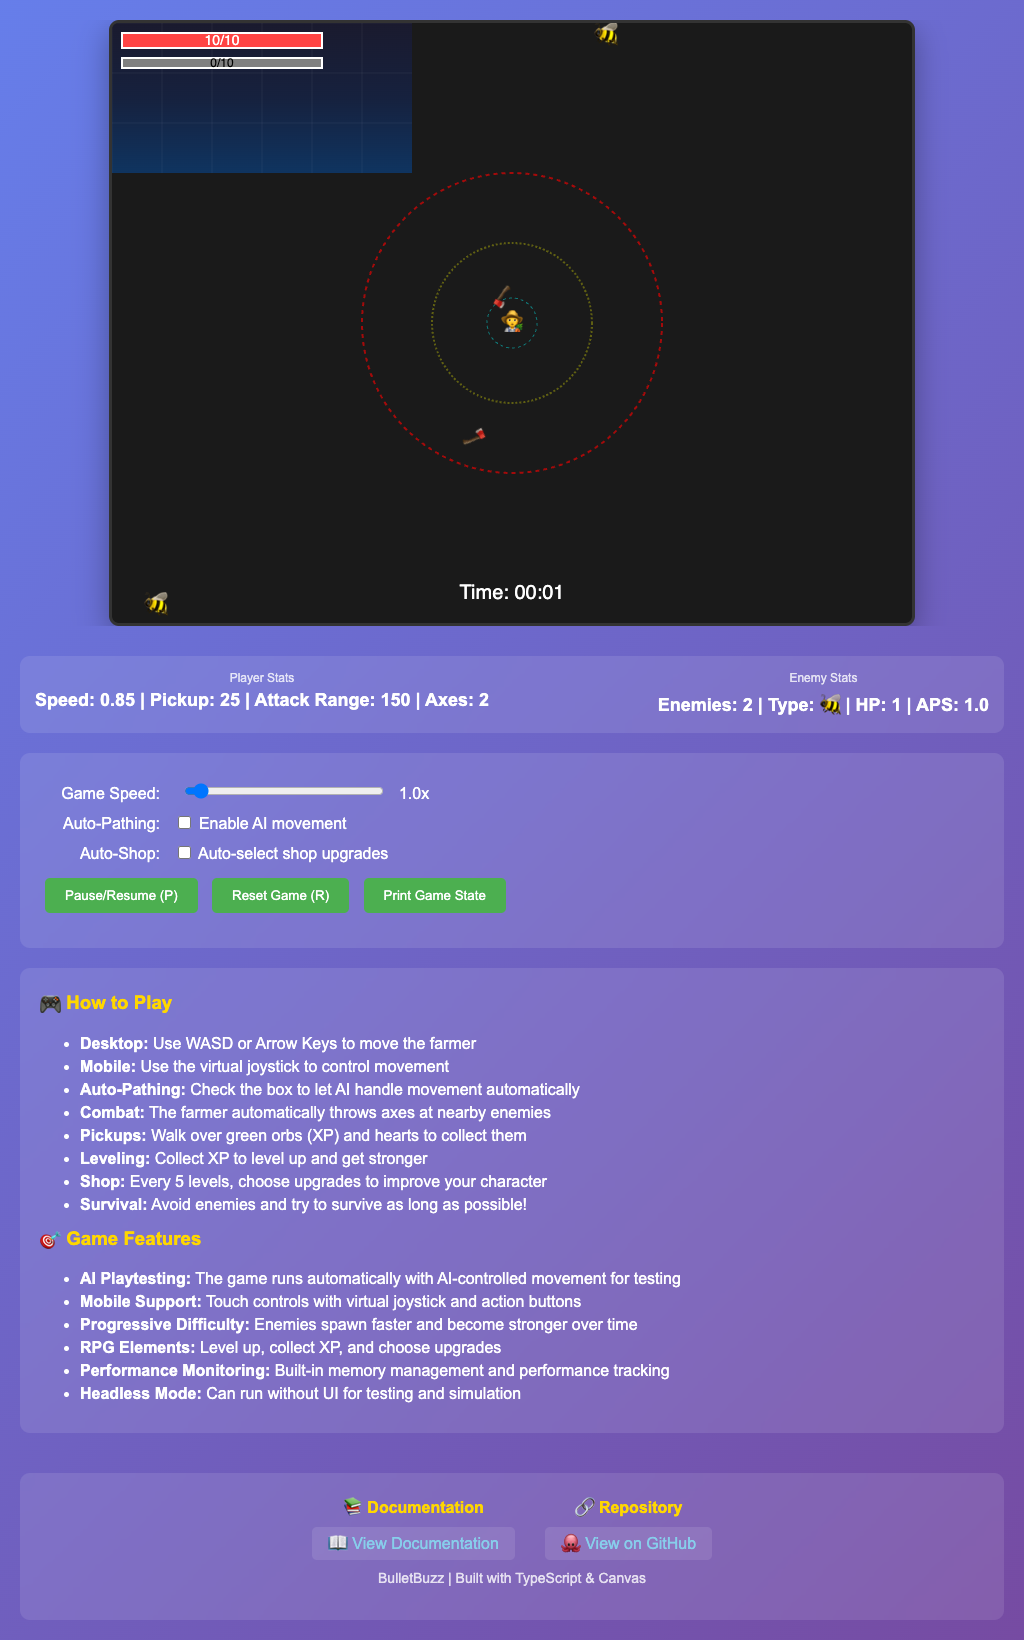 10/10
0/10
Time: 00:01
Player Stats
Speed: 0.85 | Pickup: 25 | Attack Range: 150 | Axes: 2
Enemy Stats
Enemies: 2 | Type: 🐝 | HP: 1 | APS: 1.0
Game Speed: 1.0x
Auto-Pathing: Enable AI movement
Auto-Shop: Auto-select shop upgrades
Pause/Resume (P) Reset Game (R) Print Game State
🎮 How to Play
• Desktop: Use WASD or Arrow Keys to move the farmer
• Mobile: Use the virtual joystick to control movement
• Auto-Pathing: Check the box to let AI handle movement automatically
• Combat: The farmer automatically throws axes at nearby enemies
• Pickups: Walk over green orbs (XP) and hearts to collect them
• Leveling: Collect XP to level up and get stronger
• Shop: Every 5 levels, choose upgrades to improve your character
• Survival: Avoid enemies and try to survive as long as possible!
🎯 Game Features
• AI Playtesting: The game runs automatically with AI-controlled movement for testing
• Mobile Support: Touch controls with virtual joystick and action buttons
• Progressive Difficulty: Enemies spawn faster and become stronger over time
• RPG Elements: Level up, collect XP, and choose upgrades
• Performance Monitoring: Built-in memory management and performance tracking
• Headless Mode: Can run without UI for testing and simulation
📚 Documentation
📖 View Documentation
🔗 Repository
🐙 View on GitHub
BulletBuzz | Built with TypeScript & Canvas